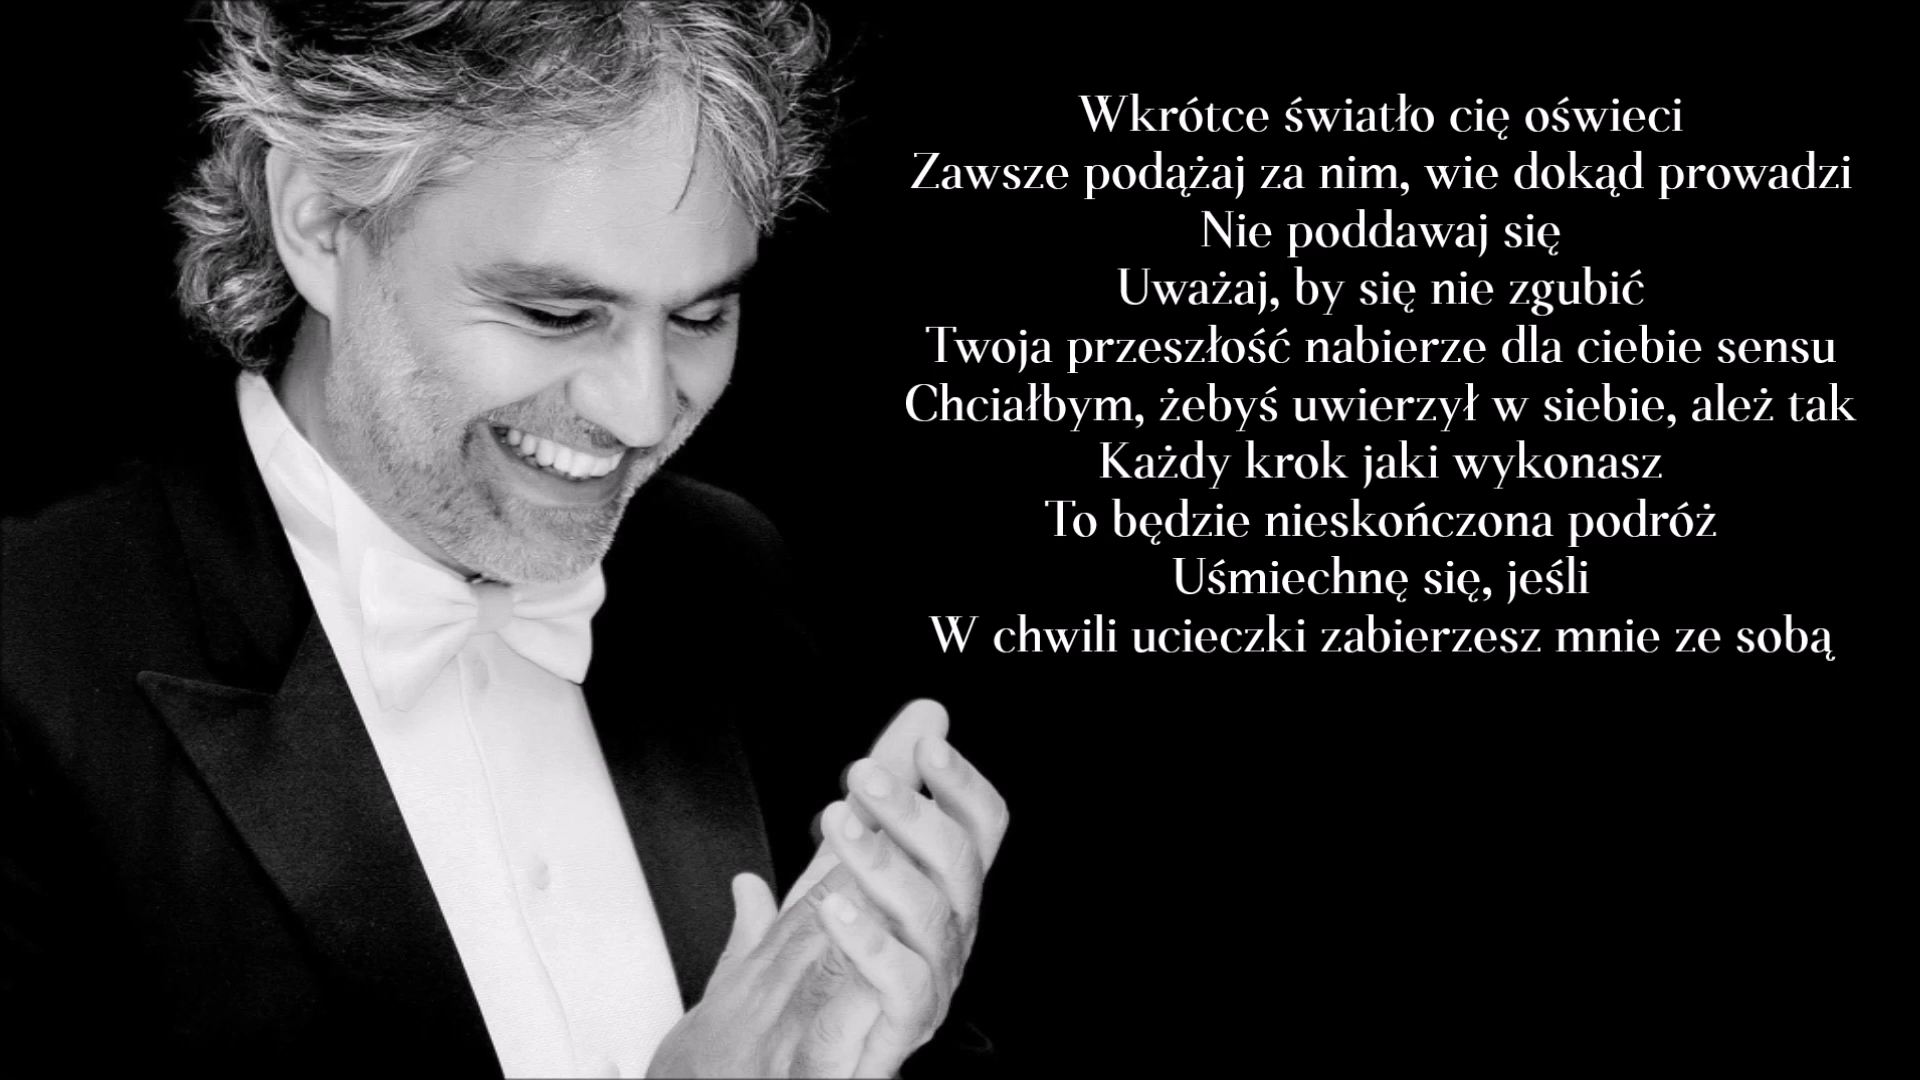 Wkrótce światło cię oświeci
Zawsze podążaj za nim, wie dokąd prowadzi
Nie poddawaj się
Uważaj, by się nie zgubić
Twoja przeszłość nabierze dla ciebie sensu
Chciałbym, żebyś uwierzył w siebie, ależ tak
Każdy krok jaki wykonasz
To będzie nieskończona podróż
Uśmiechnę się, jeśli
W chwili ucieczki zabierzesz mnie ze sobą